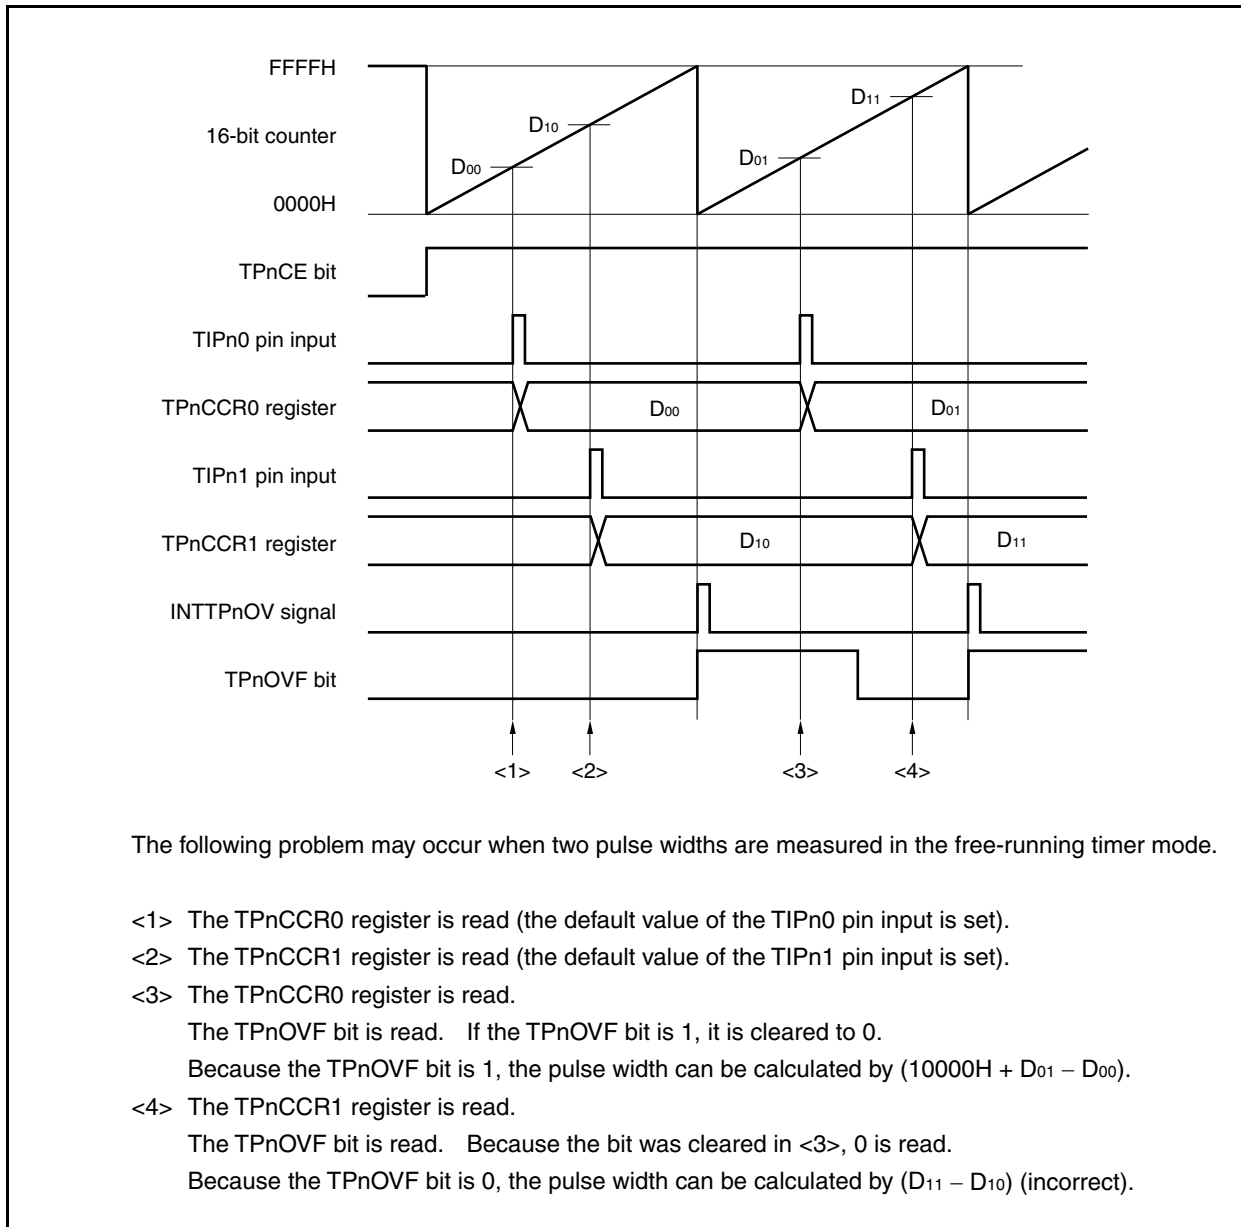 FFFFH
D11
D10
16-bit counter
D00
D01
0000H
TPnCE bit
TIPn0 pin input
TPnCCR0 register
D00
D01
TIPn1 pin input
TPnCCR1 register
D10
D11
INTTPnOV signal
TPnOVF bit
<1> <2> <3> <4>
The following problem may occur when two pulse widths are measured in the free-running timer mode.
<1> The TPnCCR0 register is read (the default value of the TIPn0 pin input is set).
<2> The TPnCCR1 register is read (the default value of the TIPn1 pin input is set).
<3> The TPnCCR0 register is read.
The TPnOVF bit is read. If the TPnOVF bit is 1, it is cleared to 0.
Because the TPnOVF bit is 1, the pulse width can be calculated by (10000H + D01 − D00).
<4> The TPnCCR1 register is read.
The TPnOVF bit is read. Because the bit was cleared in <3>, 0 is read.
Because the TPnOVF bit is 0, the pulse width can be calculated by (D11 − D10) (incorrect).